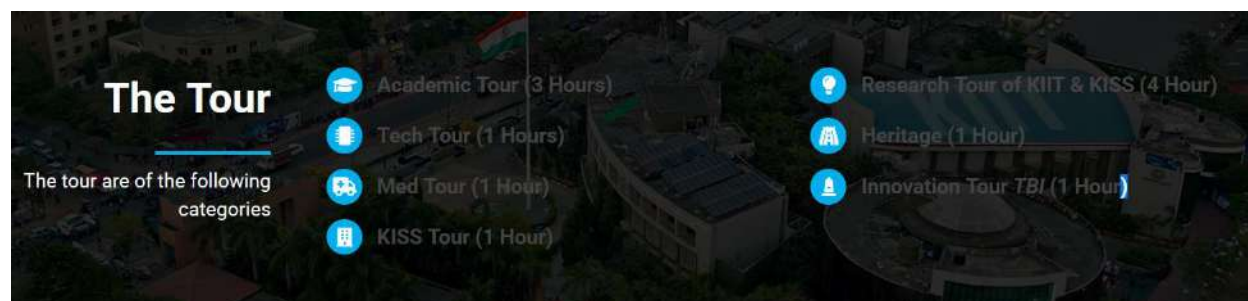 The Tour
The tour are of the following
categories
Academic Tour (3 Hours)
Tech Tour (1 Hours)
Med Tour (1 Hour)
KISS Tour (1 Hour)
Research Tour of KIIT & KISS (4 Hour)
Heritage (1 Hour)
Innovation Tour TBI (1 Hour)
KIIT